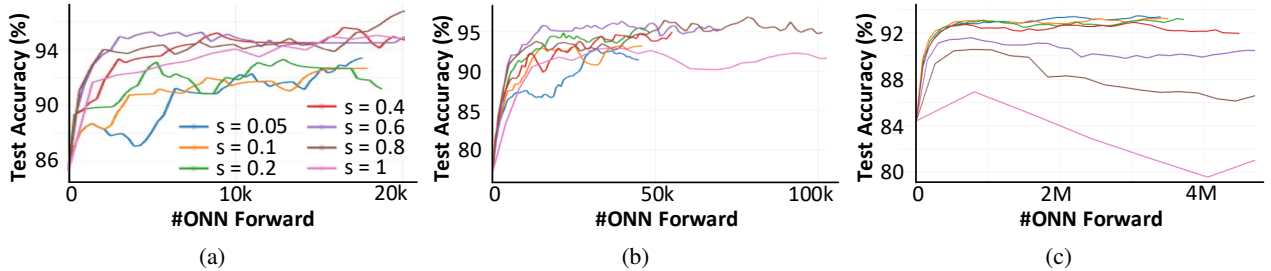 Test Accuracy (%)
94
90
86
0
10k
20k
#ONN Forward
s = 0.05
s = 0.1
s = 0.2
s = 0.4
s = 0.6
s = 0.8
s = 1
(a)
Test Accuracy (%)
95
90
85
80
0
50k
100k
#ONN Forward
(b)
Test Accuracy (%)
92
88
84
80
0
2M
4M
#ONN Forward
(c)